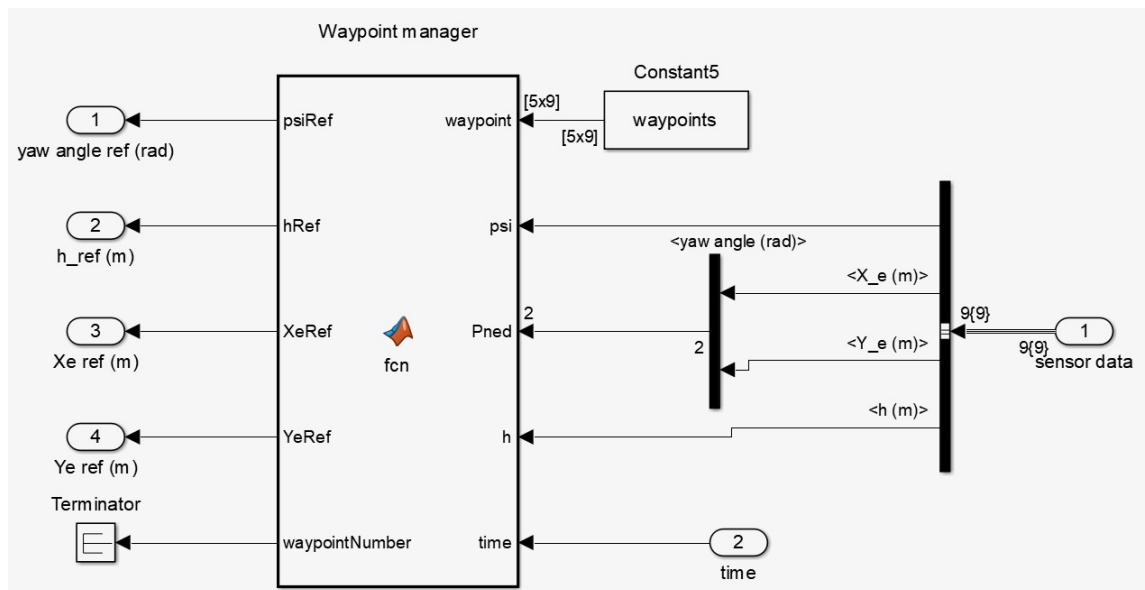 Waypoint manager
Constant5
[5x9]
1
psiRef
waypoint
waypoints
[5x9]
yaw angle ref (rad)
2
hRef
psi
<yaw angle (rad)>
h_ref (m)
<X_e (m)>
2
9{9}
3
XeRef
Pned
1
2
<Y_e (m)>
9{9}
Xe ref (m)
fcn
sensor data
<h (m)>
4
YeRef
h
Ye ref (m)
Terminator
waypointNumber
time
2
time